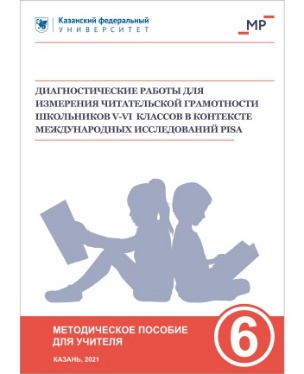 Казанский федеральный
УНИВЕРСИТЕТ
МР
ДИАГНОСТИЧЕСКИЕ РАБОТЫ ДЛЯ
ИЗМЕРЕНИЯ ЧИТАТЕЛЬСКОЙ ГРАМОТНОСТИ
ШКОЛЬНИКОВ V-VI КЛАССОВ В КОНТЕКСТЕ
МЕЖДУНАРОДНЫХ ИССЛЕДОВАНИЙ PISA
МЕТОДИЧЕСКОЕ ПОСОБИЕ
ДЛЯ УЧИТЕЛЯ
КАЗАНЬ, 2021
6